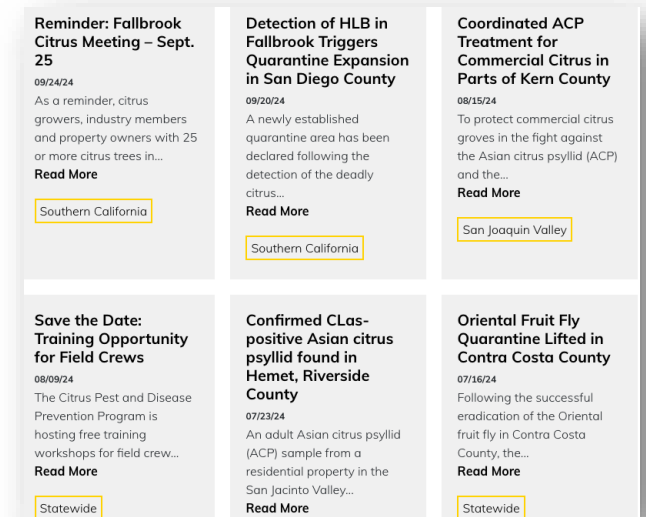 Reminder: Fallbrook
Citrus Meeting – Sept.
25
09/24/24
As a reminder, citrus
growers, industry members
and property owners with 25
or more citrus trees in...
Read More
Southern California
Detection of HLB in
Fallbrook Triggers
Quarantine Expansion
in San Diego County
09/20/24
A newly established
quarantine area has been
declared following the
detection of the deadly
citrus...
Read More
Southern California
Coordinated ACP
Treatment for
Commercial Citrus in
Parts of Kern County
08/15/24
To protect commercial citrus
groves in the fight against
the Asian citrus psyllid (ACP)
and the...
Read More
San Joaquin Valley
Save the Date:
Training Opportunity
for Field Crews
08/09/24
The Citrus Pest and Disease
Prevention Program is
hosting free training
workshops for field crew...
Read More
Statewide
Confirmed CLas-
positive Asian citrus
psyllid found in
Hemet, Riverside
County
07/23/24
An adult Asian citrus psyllid
(ACP) sample from a
residential property in the
San Jacinto Valley...
Read More
Oriental Fruit Fly
Quarantine Lifted in
Contra Costa County
07/16/24
Following the successful
eradication of the Oriental
fruit fly in Contra Costa
County, the...
Read More
Statewide